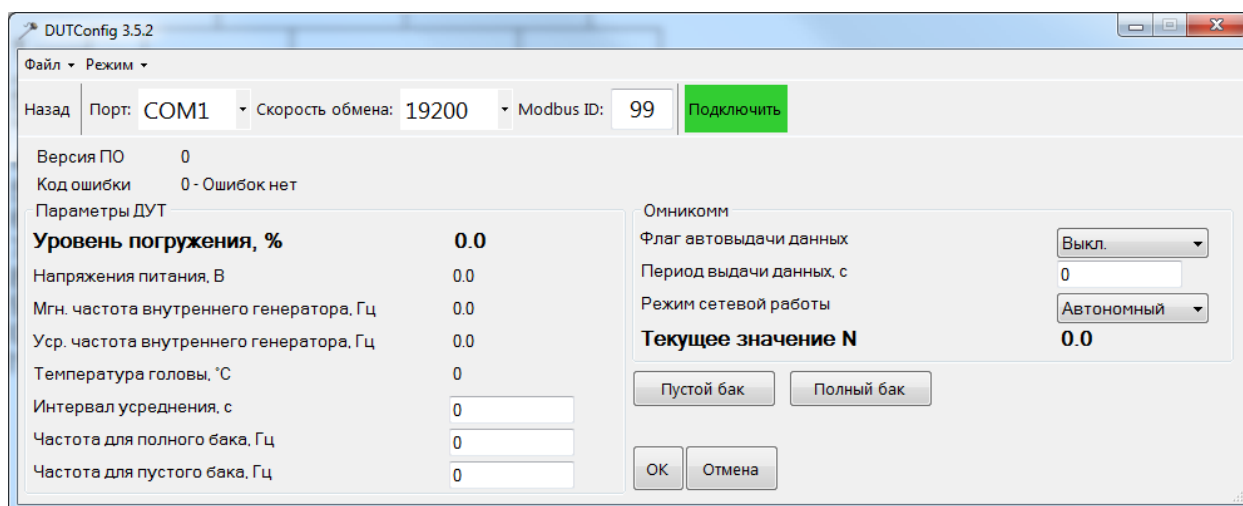 DUTConfig 3.5.2
Файл Режим
Назад Порт: COM1 Скорость обмена: 19200 Modbus ID: 99 Подключить
Версия ПО 0
Код ошибки 0 - Ошибок нет
Параметры ДУТ
Уровень погружения, % 0.0
Напряжения питания, В 0.0
Мгн. частота внутреннего генератора, Гц 0.0
Уср. частота внутреннего генератора, Гц 0.0
Температура головы, °С 0
Интервал усреднения, с 0
Частота для полного бака, Гц 0
Частота для пустого бака, Гц 0
Омникомм
Флаг автовыдачи данных Выкл.
Период выдачи данных, с 0
Режим сетевой работы Автономный
Текущее значение N 0.0
Пустой бак Полный бак
ОК Отмена